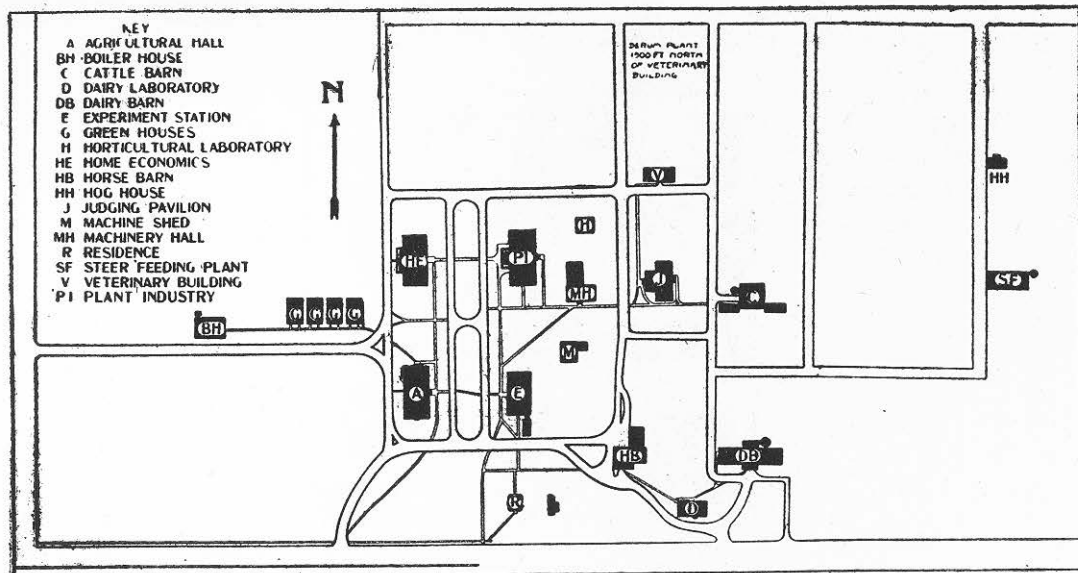 KEY
A AGRICULTURAL HALL
BH BOILER HOUSE
C CATTLE BARN
D DAIRY LABORATORY
DB DAIRY BARN
E EXPERIMENT STATION
G GREEN HOUSES
H HORTICULTURAL LABORATORY
HE HOME ECONOMICS
HB HORSE BARN
HH HOG HOUSE
J JUDGING PAVILION
M MACHINE SHED
MH MACHINERY HALL
R RESIDENCE
SF STEER FEEDING PLANT
V VETERINARY BUILDING
PI PLANT INDUSTRY
N
SERUM PLANT
1900 FT. NORTH
OF VETERINARY
BUILDING
V
HH
H
HE
PI
J
SF
MH
C
G G G G
BH
M
A
E
HB
DB
R
D